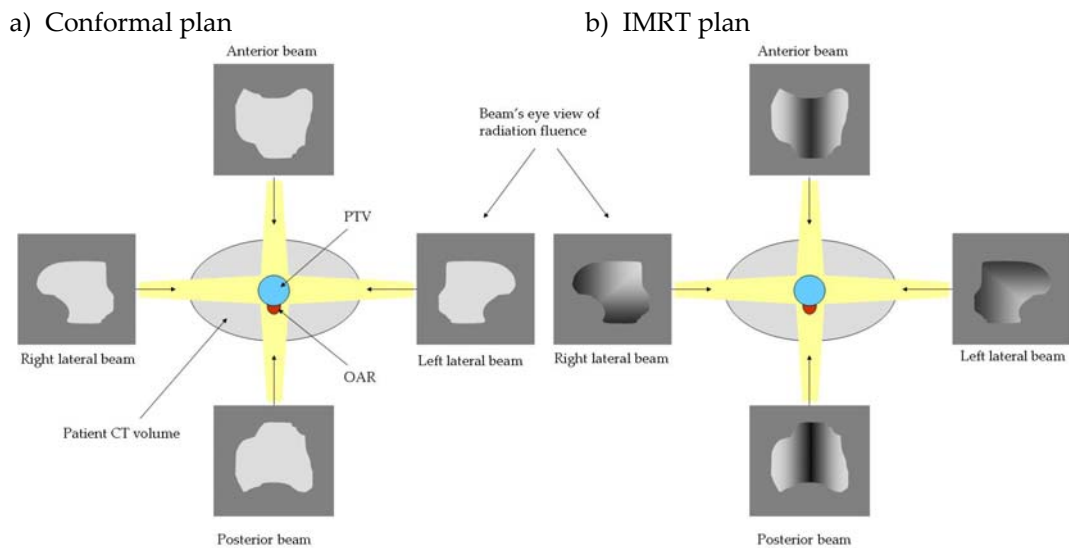 a) Conformal plan
b) IMRT plan
Anterior beam
Anterior beam
Beam's eye view of
radiation fluence
PTV
Right lateral beam
OAR
Left lateral beam
Right lateral beam
Left lateral beam
Patient CT volume
Posterior beam
Posterior beam